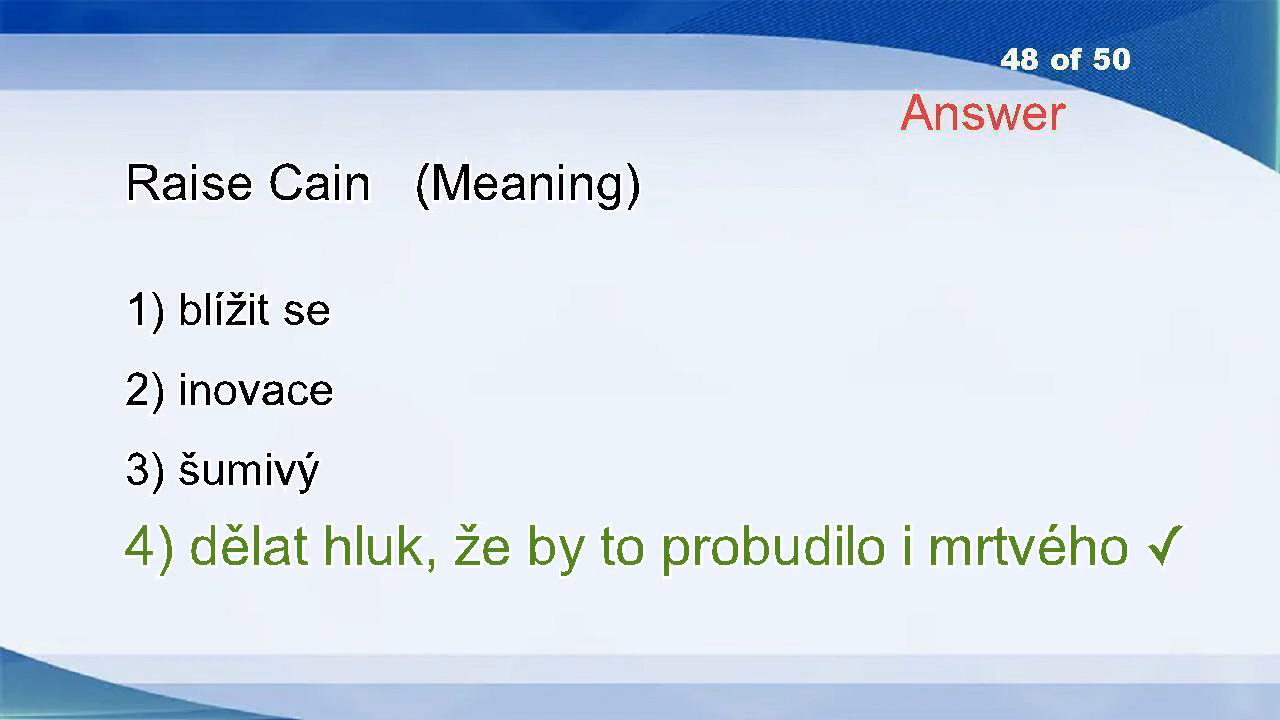 48 of 50
Answer
Raise Cain (Meaning)
1) blížit se
2) inovace
3) šumivý
4) dělat hluk, že by to probudilo i mrtvého ✓